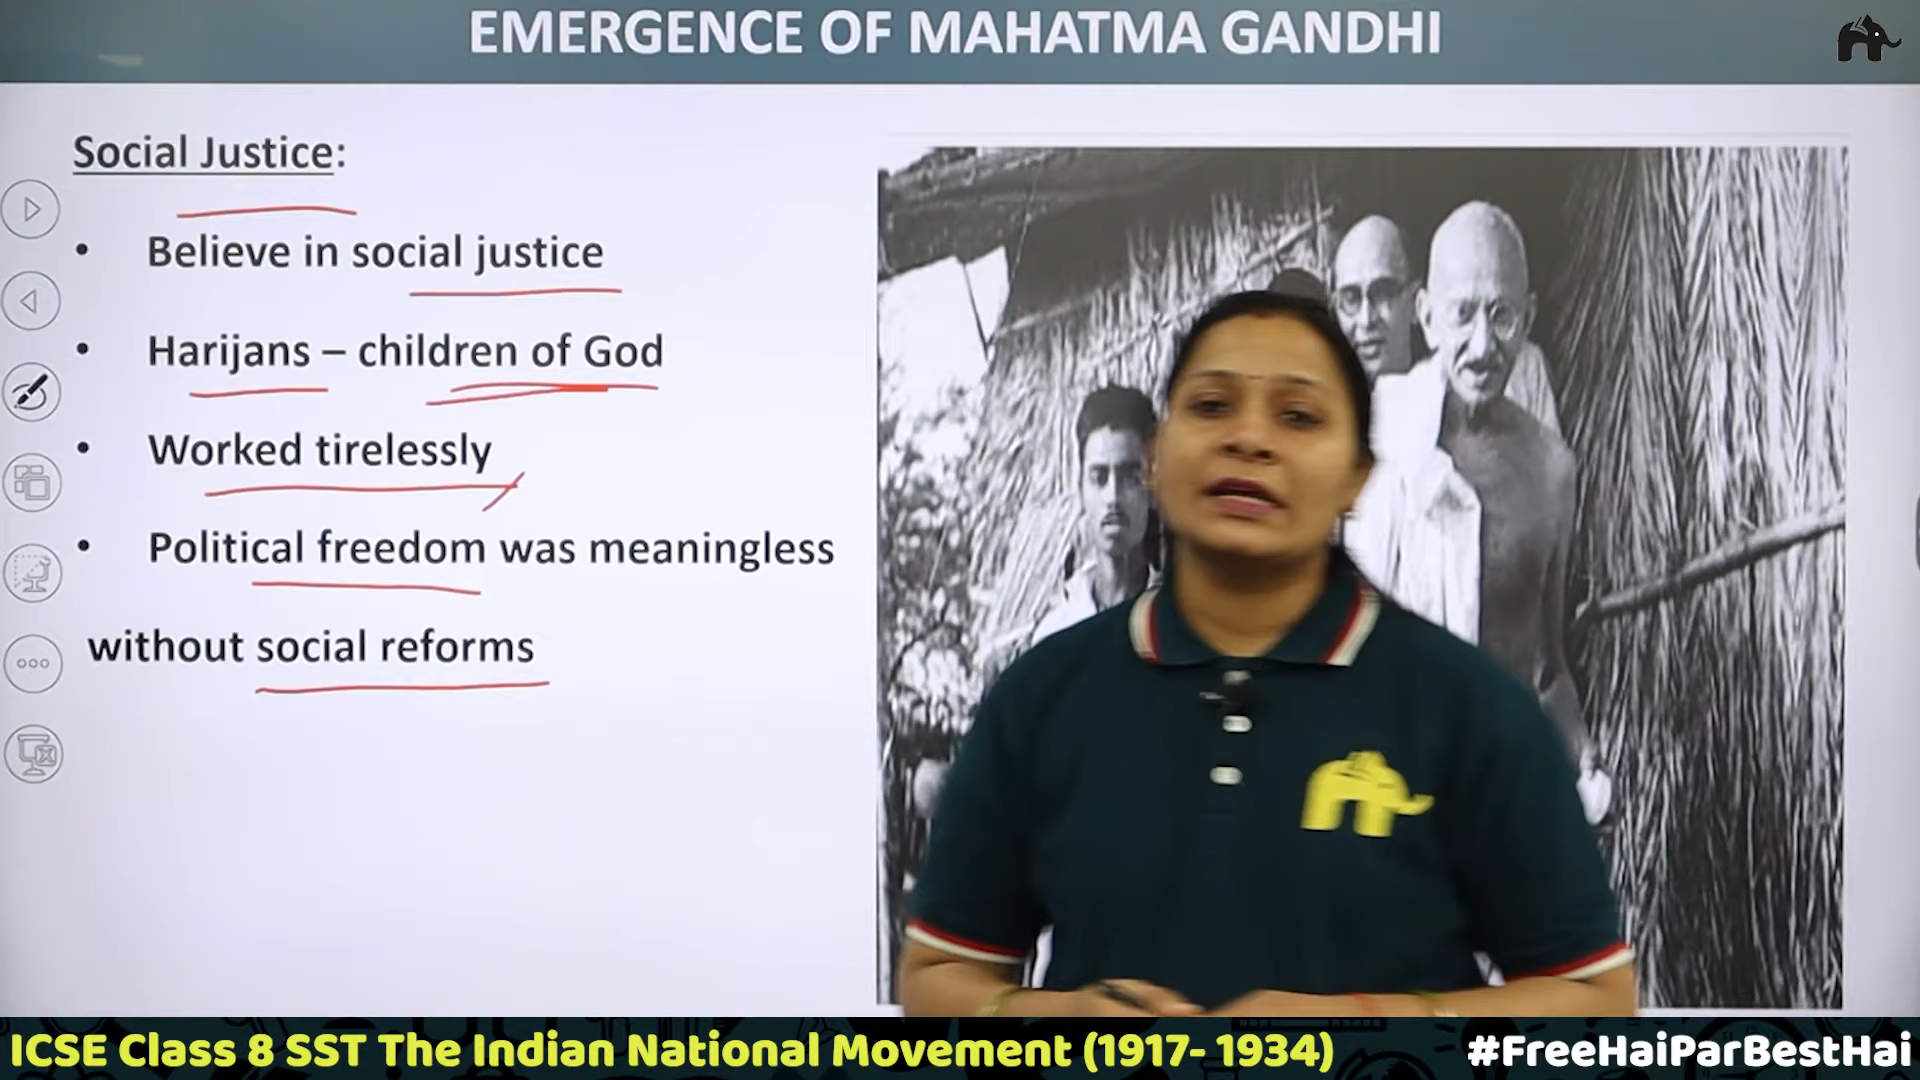 EMERGENCE OF MAHATMA GANDHI
Social Justice:
• Believe in social justice
• Harijans – children of God
• Worked tirelessly
• Political freedom was meaningless
without social reforms
ICSE Class 8 SST The Indian National Movement (1917- 1934)
#FreeHaiParBestHai